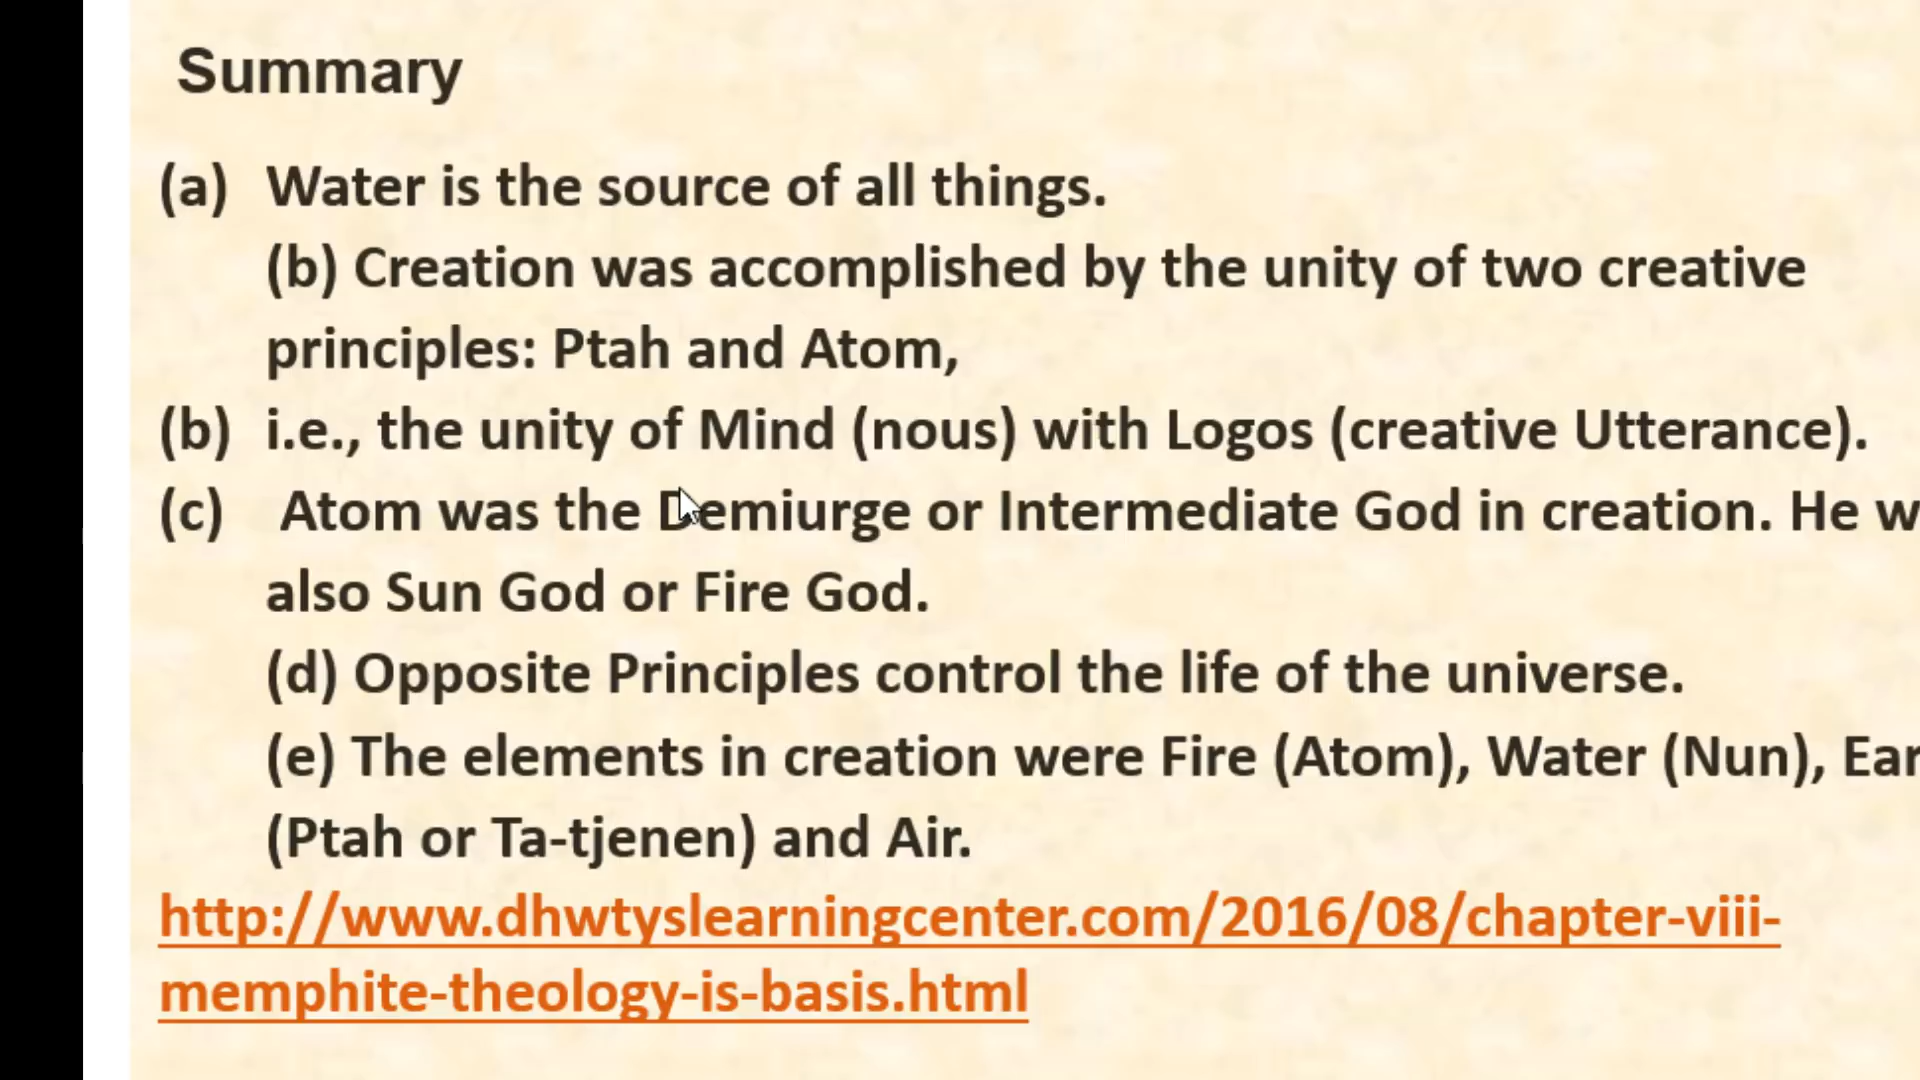 Summary
(a) Water is the source of all things.
(b) Creation was accomplished by the unity of two creative
principles: Ptah and Atom,
(b) i.e., the unity of Mind (nous) with Logos (creative Utterance).
(c) Atom was the Demiurge or Intermediate God in creation. He
also Sun God or Fire God.
(d) Opposite Principles control the life of the universe.
(e) The elements in creation were Fire (Atom), Water (Nun),
(Ptah or Ta-tjenen) and Air.
http://www.dhwtyslearningcenter.com/2016/08/chapter-viii-
memphite-theology-is-basis.html